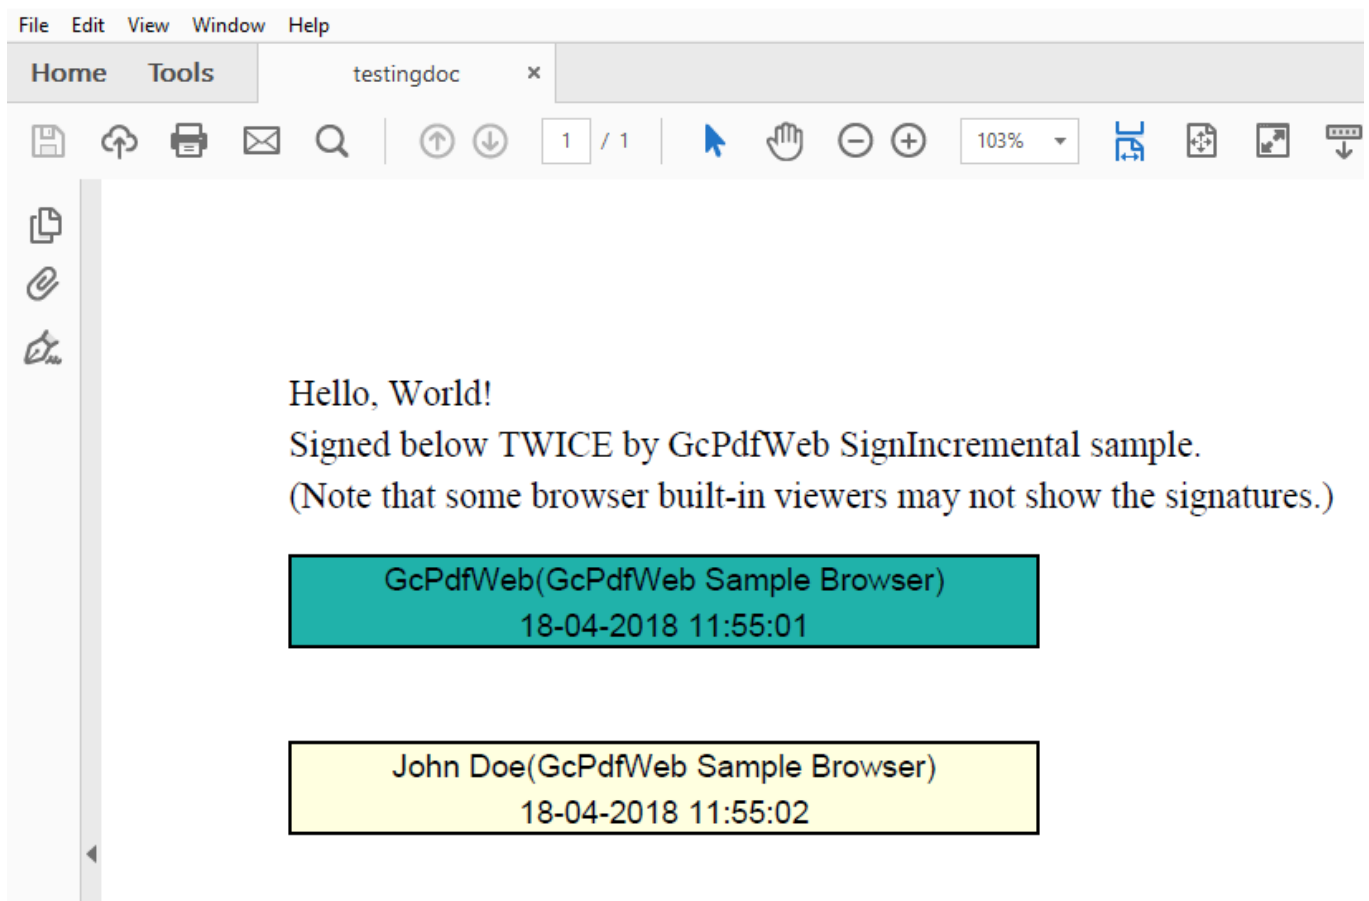 File Edit View Window Help
Home Tools testingdoc ×
1 / 1 103%
Hello, World!
Signed below TWICE by GcPdfWeb SignIncremental sample.
(Note that some browser built-in viewers may not show the signatures.)
GcPdfWeb(GcPdfWeb Sample Browser)
18-04-2018 11:55:01
John Doe(GcPdfWeb Sample Browser)
18-04-2018 11:55:02